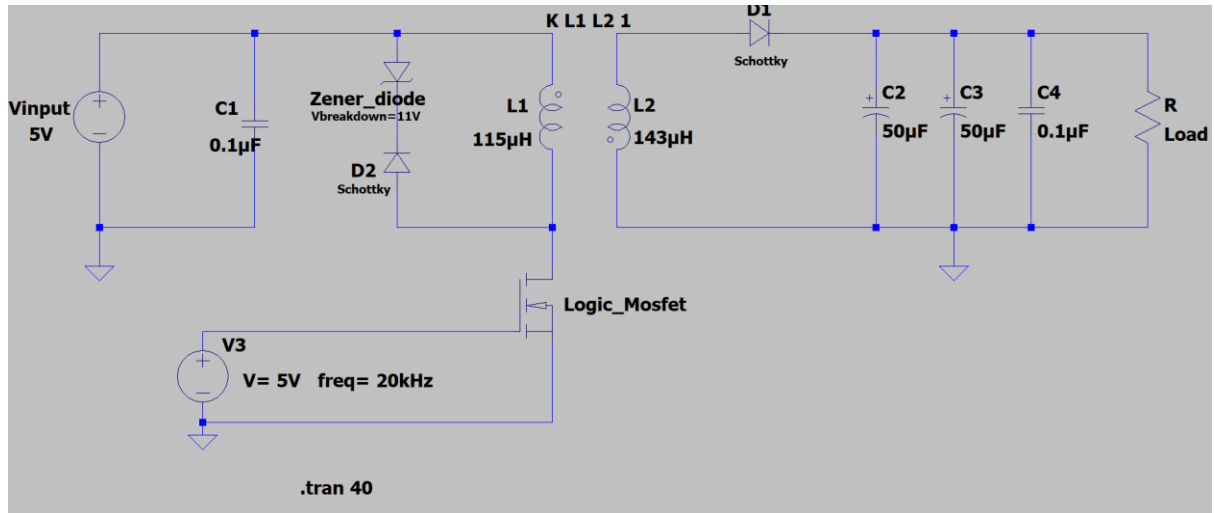 K L1 L2 1
D1
Schottky
Vinput
5V
C1
0.1µF
Zener_diode
Vbreakdown=11V
D2
Schottky
L1
115µH
L2
143µH
C2
50µF
C3
50µF
C4
0.1µF
R
Load
Logic_Mosfet
V3
V= 5V freq= 20kHz
.tran 40